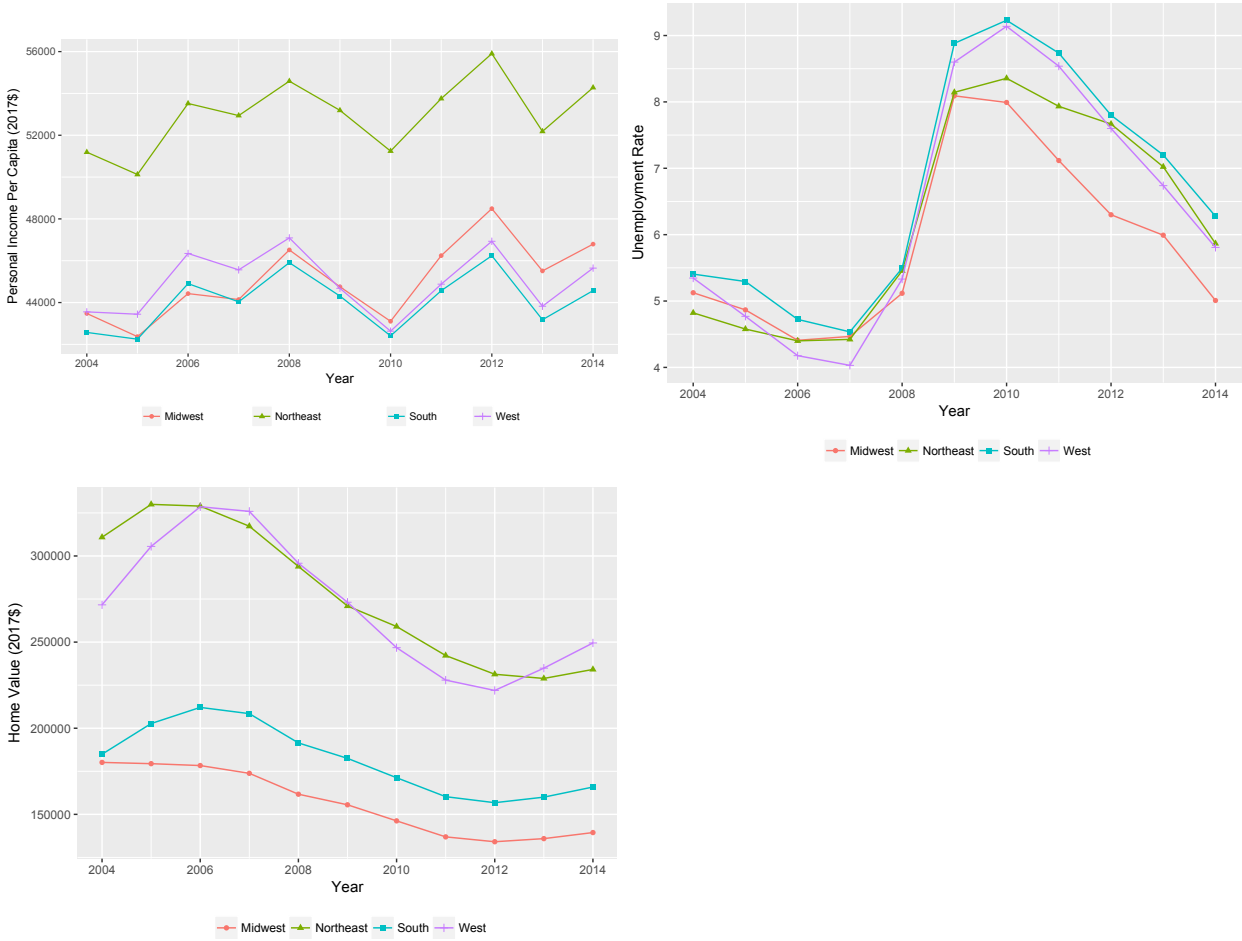 Personal Income Per Capita (2017$)
56000
52000
48000
44000
2004 2006 2008 2010 2012 2014
Year
Midwest Northeast South West
Unemployment Rate
9
8
7
6
5
4
2004 2006 2008 2010 2012 2014
Year
Midwest Northeast South West
Home Value (2017$)
300000
250000
200000
150000
2004 2006 2008 2010 2012 2014
Year
Midwest Northeast South West